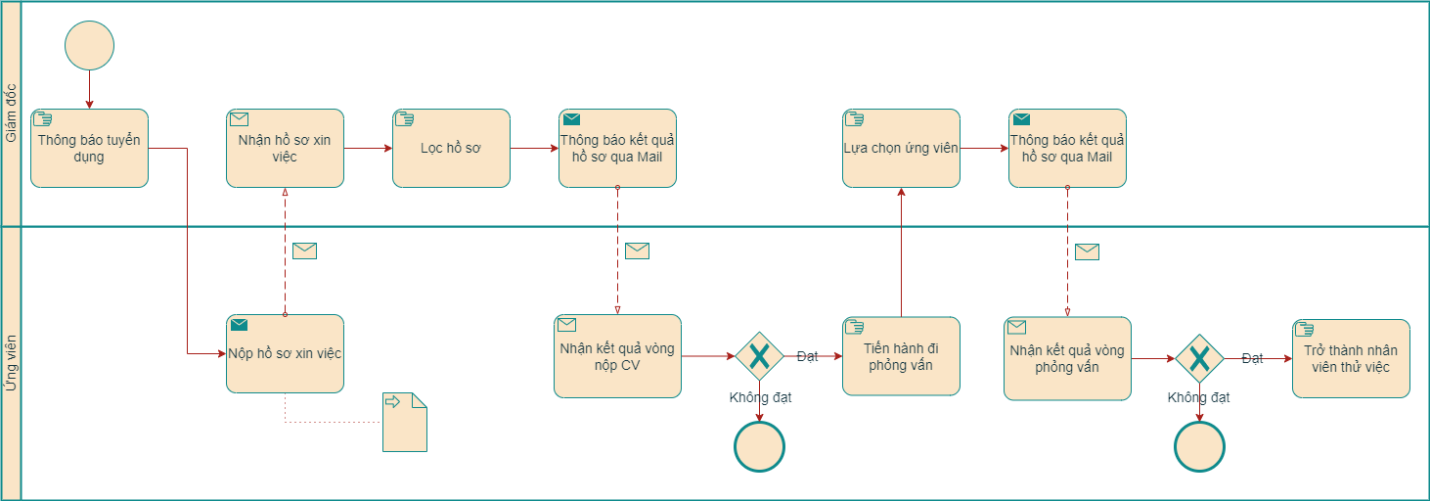 Giám đốc
Thông báo tuyển
dụng
Nhận hồ sơ xin
việc
Lọc hồ sơ
Thông báo kết quả
hồ sơ qua Mail
Lựa chọn ứng viên
Thông báo kết quả
hồ sơ qua Mail
Ứng viên
Nộp hồ sơ xin việc
Nhận kết quả vòng
nộp CV
Đạt
Không đạt
Tiến hành đi
phỏng vấn
Nhận kết quả vòng
phỏng vấn
Đạt
Không đạt
Trở thành nhân
viên thử việc